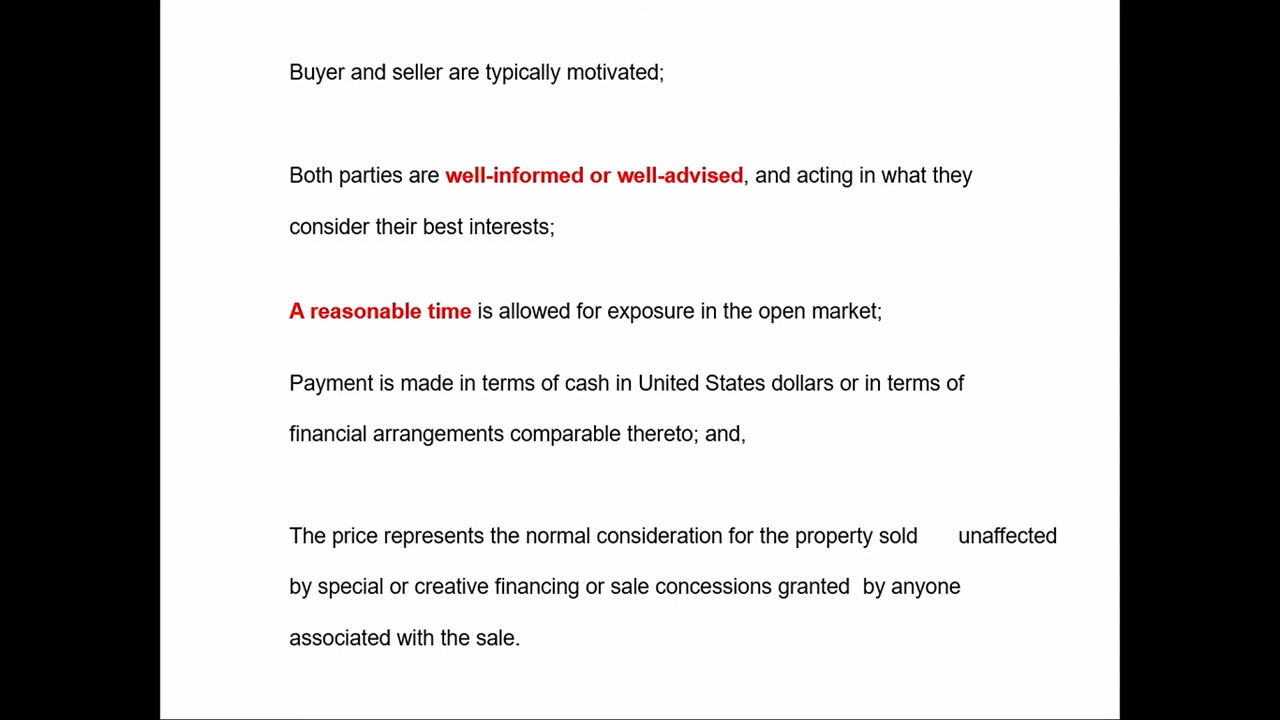 Buyer and seller are typically motivated;
Both parties are well-informed or well-advised, and acting in what they
consider their best interests;
A reasonable time is allowed for exposure in the open market;
Payment is made in terms of cash in United States dollars or in terms of
financial arrangements comparable thereto; and,
The price represents the normal consideration for the property sold unaffected
by special or creative financing or sale concessions granted by anyone
associated with the sale.